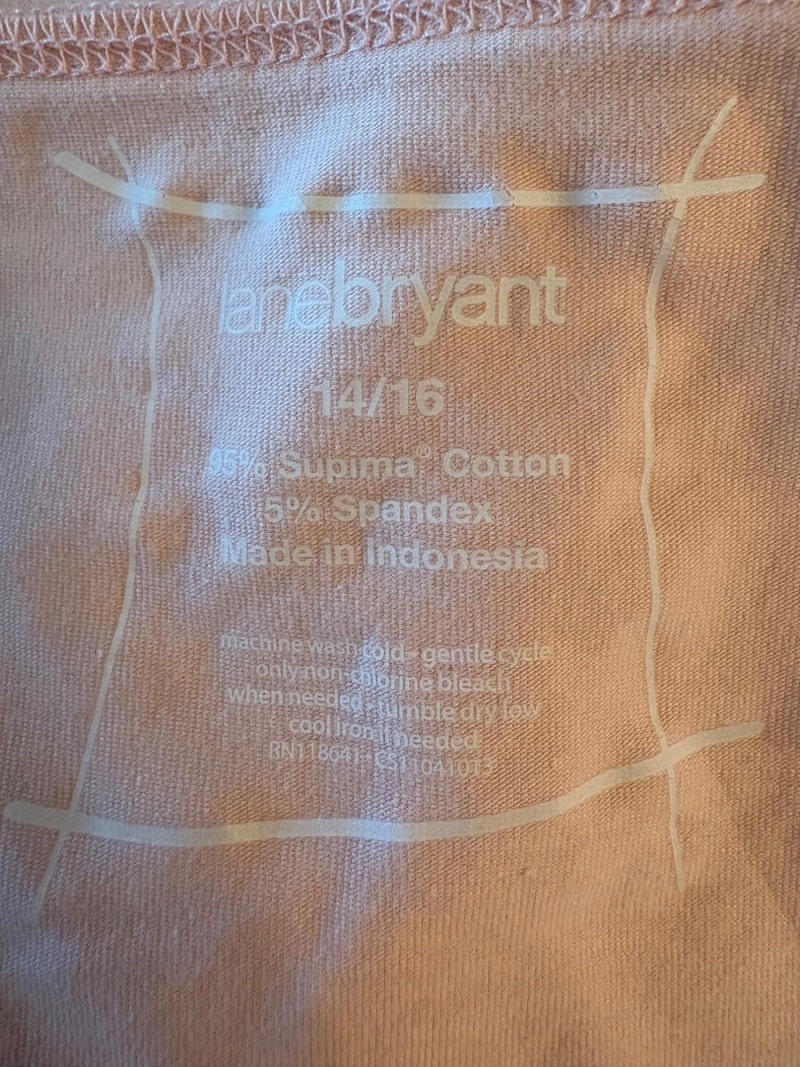 lanebryant
14/16
95% Supima® Cotton
5% Spandex
Made in Indonesia
machine wash cold - gentle cycle
only non-chlorine bleach
when needed - tumble dry low
cool iron if needed
RN118641 -